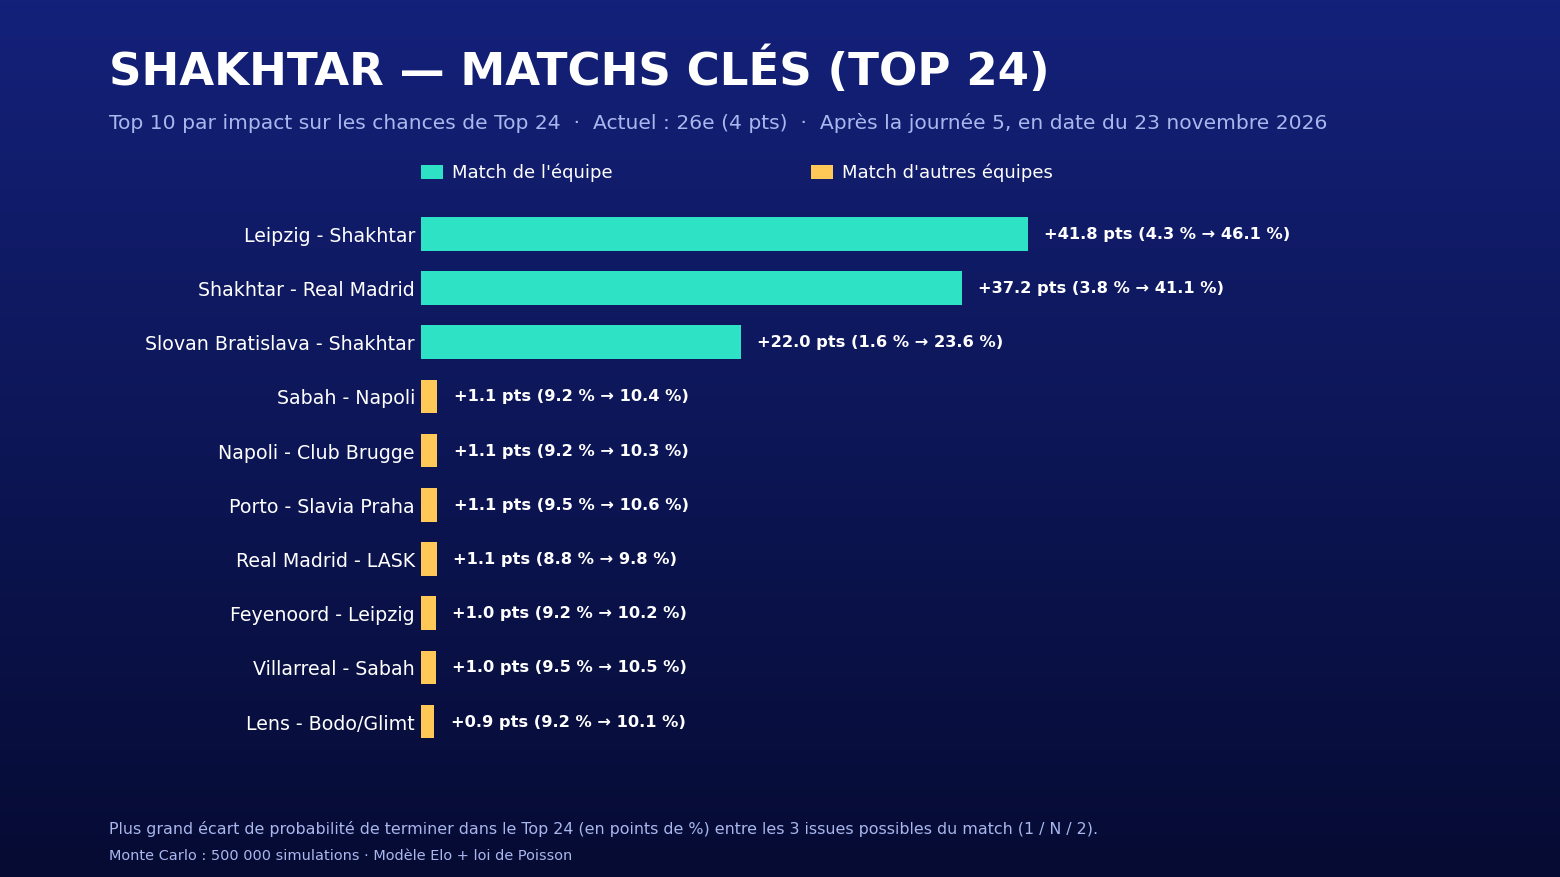 SHAKHTAR — MATCHS CLÉS (TOP 24)
Top 10 par impact sur les chances de Top 24 · Actuel : 26e (4 pts) · Après la journée 5, en date du 23 novembre 2026
Match de l'équipe
Match d'autres équipes
Leipzig - Shakhtar +41.8 pts (4.3 % → 46.1 %)
Shakhtar - Real Madrid +37.2 pts (3.8 % → 41.1 %)
Slovan Bratislava - Shakhtar +22.0 pts (1.6 % → 23.6 %)
Sabah - Napoli +1.1 pts (9.2 % → 10.4 %)
Napoli - Club Brugge +1.1 pts (9.2 % → 10.3 %)
Porto - Slavia Praha +1.1 pts (9.5 % → 10.6 %)
Real Madrid - LASK +1.1 pts (8.8 % → 9.8 %)
Feyenoord - Leipzig +1.0 pts (9.2 % → 10.2 %)
Villarreal - Sabah +1.0 pts (9.5 % → 10.5 %)
Lens - Bodo/Glimt +0.9 pts (9.2 % → 10.1 %)
Plus grand écart de probabilité de terminer dans le Top 24 (en points de %) entre les 3 issues possibles du match (1 / N / 2).
Monte Carlo : 500 000 simulations · Modèle Elo + loi de Poisson